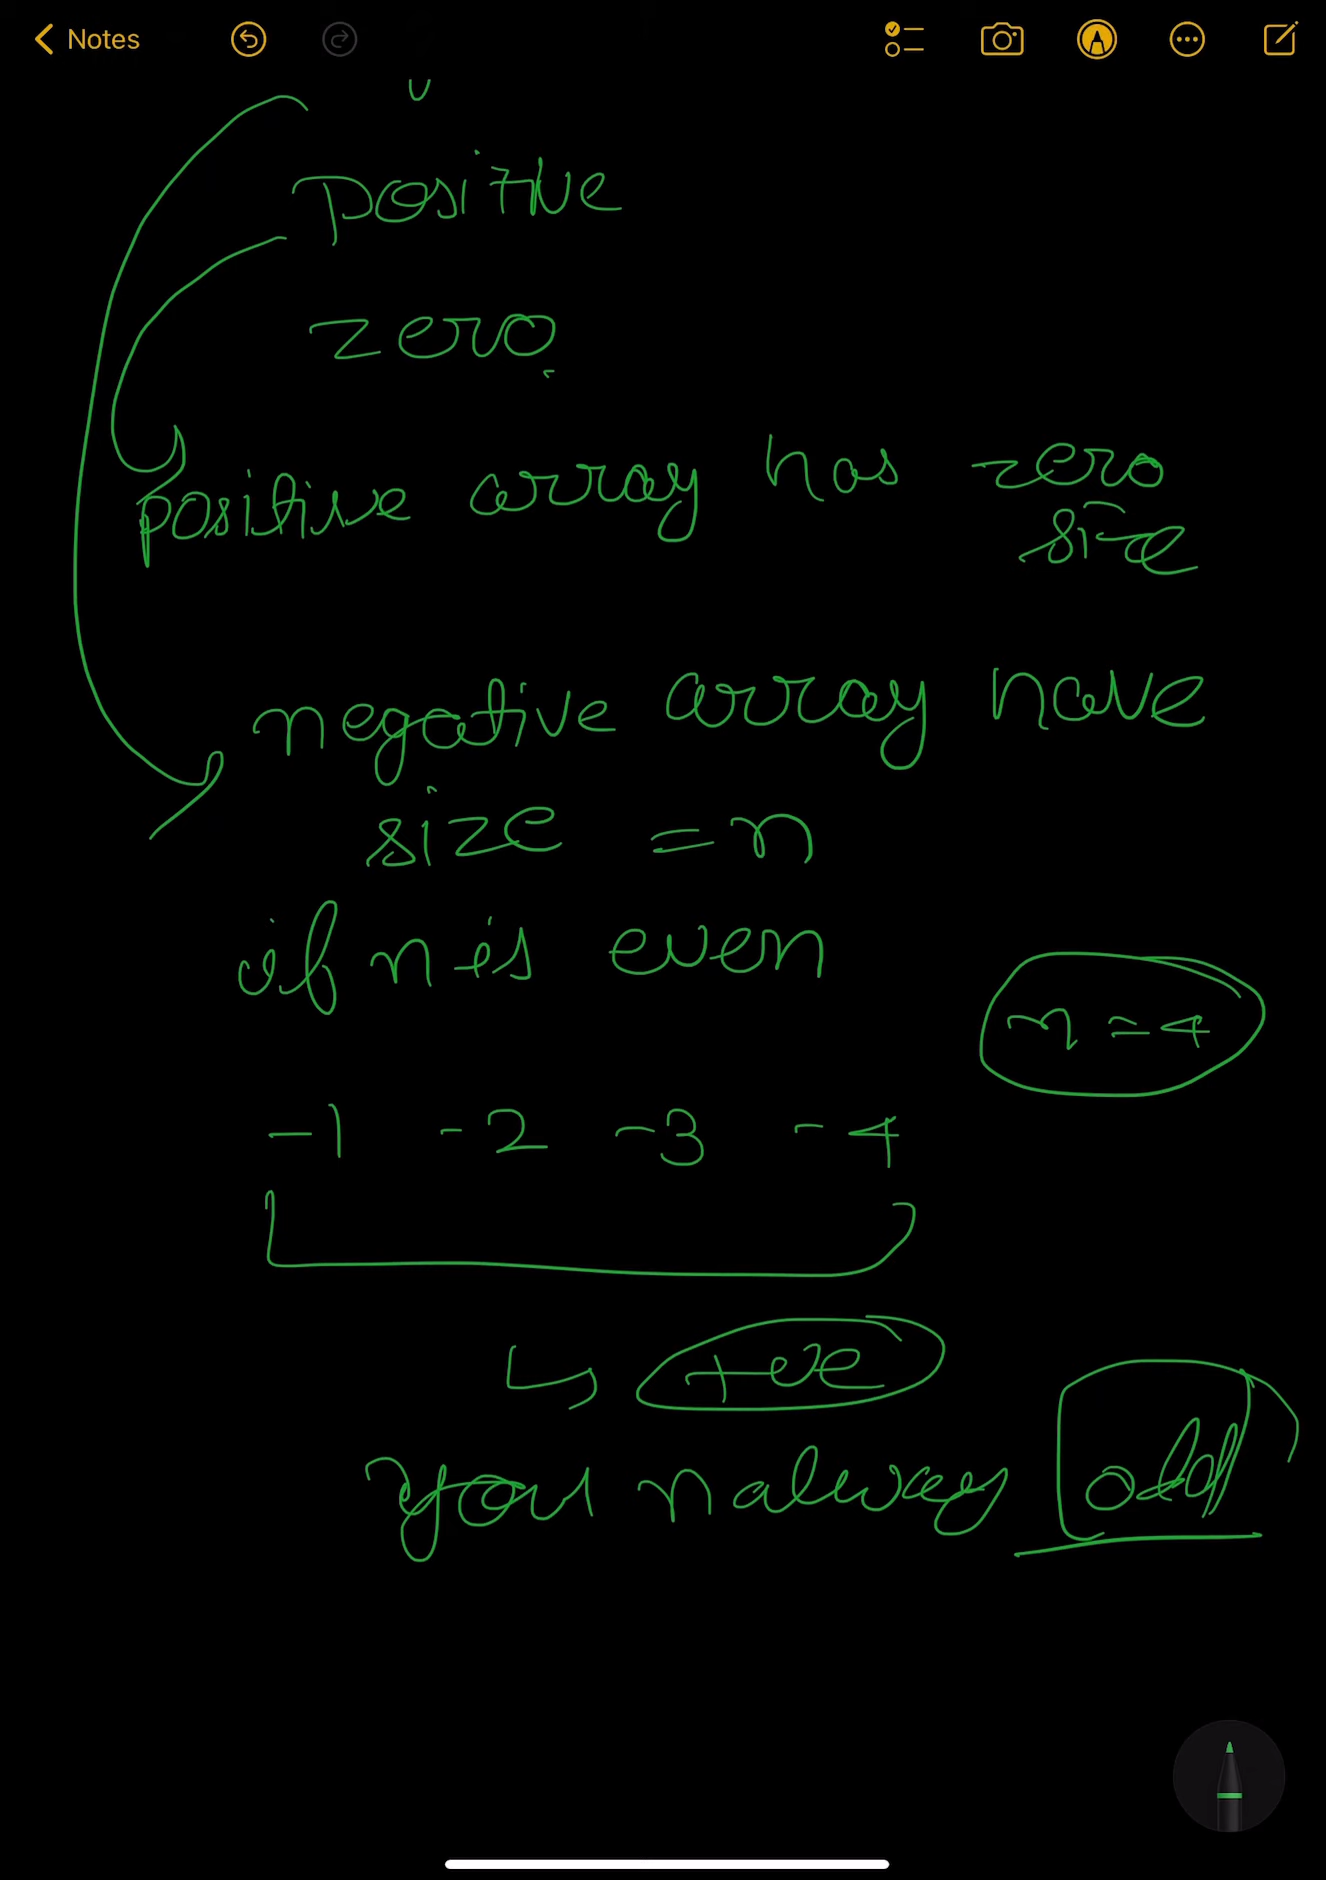 Notes
positive
zero
positive array has zero
size
negative array have
size = n
if n is even
n = 4
-1 -2 -3 -4
+ve
your n always odd